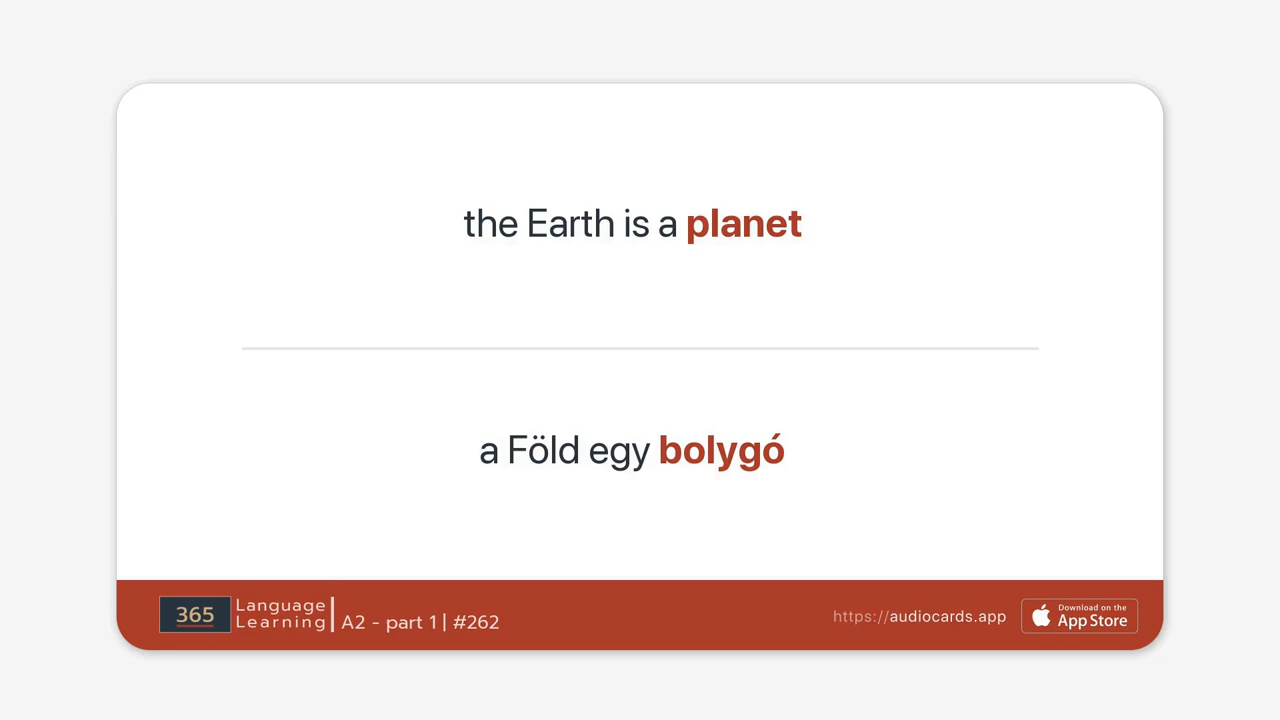 the Earth is a planet
a Föld egy bolygó
365 Language Learning | A2 - part 1 | #262
https://audiocards.app
Download on the
App Store